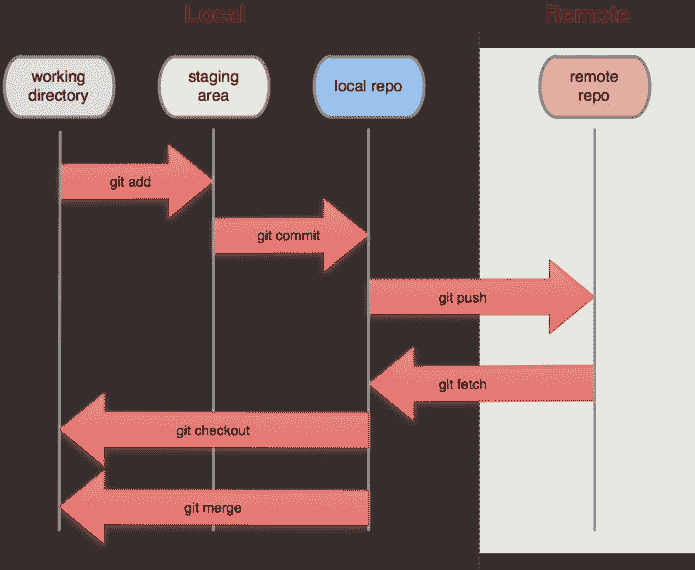 Local
Remote
working
directory
staging
area
local repo
remote
repo
git add
git commit
git push
git fetch
git checkout
git merge